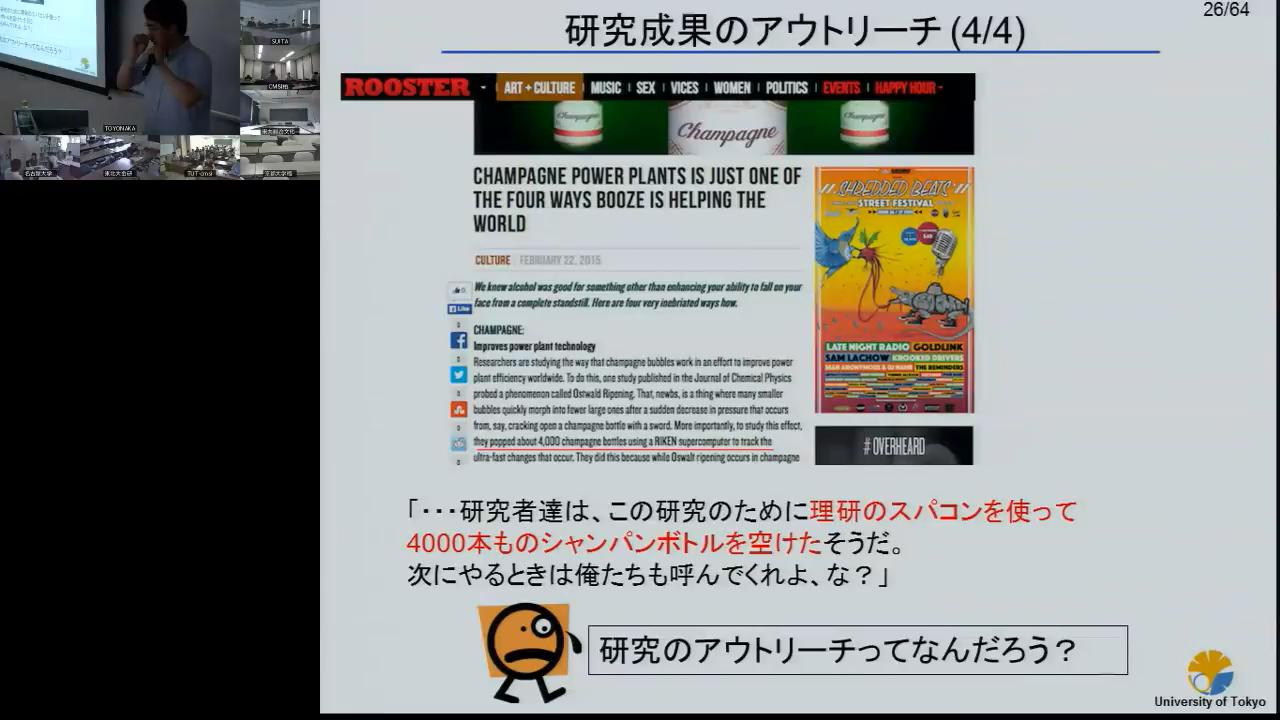 研究成果のアウトリーチ (4/4)
26/64
SUITA
TOYONAKA
名古屋大学
東北大金研
TUT-cmsi
ROOSTER
ART + CULTURE
MUSIC
SEX
VICES
WOMEN
POLITICS
EVENTS
HAPPY HOUR
Champagne
Champagne
Champagne
CHAMPAGNE POWER PLANTS IS JUST ONE OF
THE FOUR WAYS BOOZE IS HELPING THE
WORLD
CULTURE
FEBRUARY 22, 2015
We knew alcohol was good for something other than enhancing your ability to fall on your
face from a complete standstill. Here are four very inebriated ways how.
Like
CHAMPAGNE:
Improves power plant technology
Researchers are studying the way that champagne bubbles work in an effort to improve power
plant efficiency worldwide. To do this, one study published in the Journal of Chemical Physics
probed a phenomenon called Ostwald Ripening. That, newbs, is a thing where many smaller
bubbles quickly morph into fewer large ones after a sudden decrease in pressure that occurs
from, say, cracking open a champagne bottle with a sword. More importantly, to study this effect,
they popped about 4,000 champagne bottles using a RIKEN supercomputer to track the
ultra-fast changes that occur. They did this because while Oswalt ripening occurs in champagne
SHREDDED BEATS
STREET FESTIVAL
LATE NIGHT RADIO GOLDLINK
SAM LACHOW KROOKED DRIVERS
SEAN ANONYMOUS & DJ NAME THE REMINDERS
# OVERHEARD
「・・・研究者達は、この研究のために理研のスパコンを使って
4000本ものシャンパンボトルを空けたそうだ。
次にやるときは俺たちも呼んでくれよ、な？」
研究のアウトリーチってなんだろう？
University of Tokyo